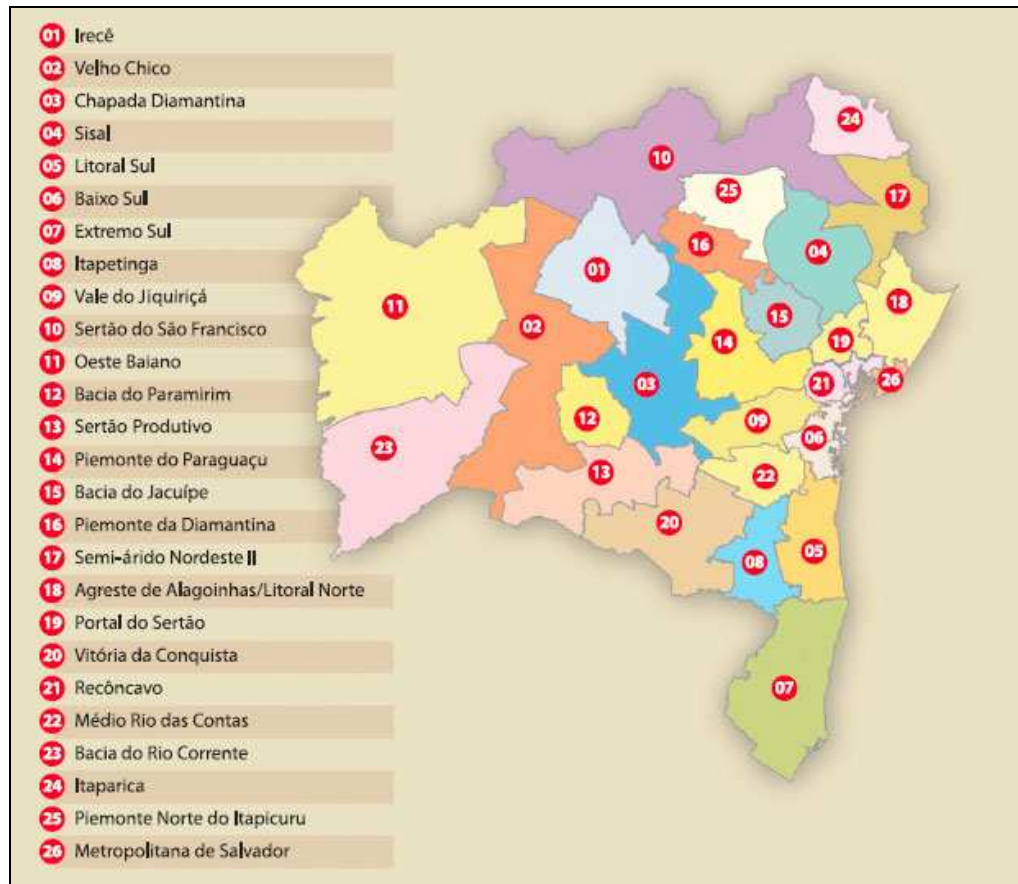 01 Irecê
02 Velho Chico
03 Chapada Diamantina
04 Sisal
05 Litoral Sul
06 Baixo Sul
07 Extremo Sul
08 Itapetinga
09 Vale do Jiquiriçá
10 Sertão do São Francisco
11 Oeste Baiano
12 Bacia do Paramirim
13 Sertão Produtivo
14 Piemonte do Paraguaçu
15 Bacia do Jacuípe
16 Piemonte da Diamantina
17 Semi-árido Nordeste II
18 Agreste de Alagoinhas/Litoral Norte
19 Portal do Sertão
20 Vitória da Conquista
21 Recôncavo
22 Médio Rio das Contas
23 Bacia do Rio Corrente
24 Itaparica
25 Piemonte Norte do Itapicuru
26 Metropolitana de Salvador
24
10
25
17
16
04
01
11
18
02
15
14
19
26
21
03
12
09
06
23
13
22
20
05
08
07